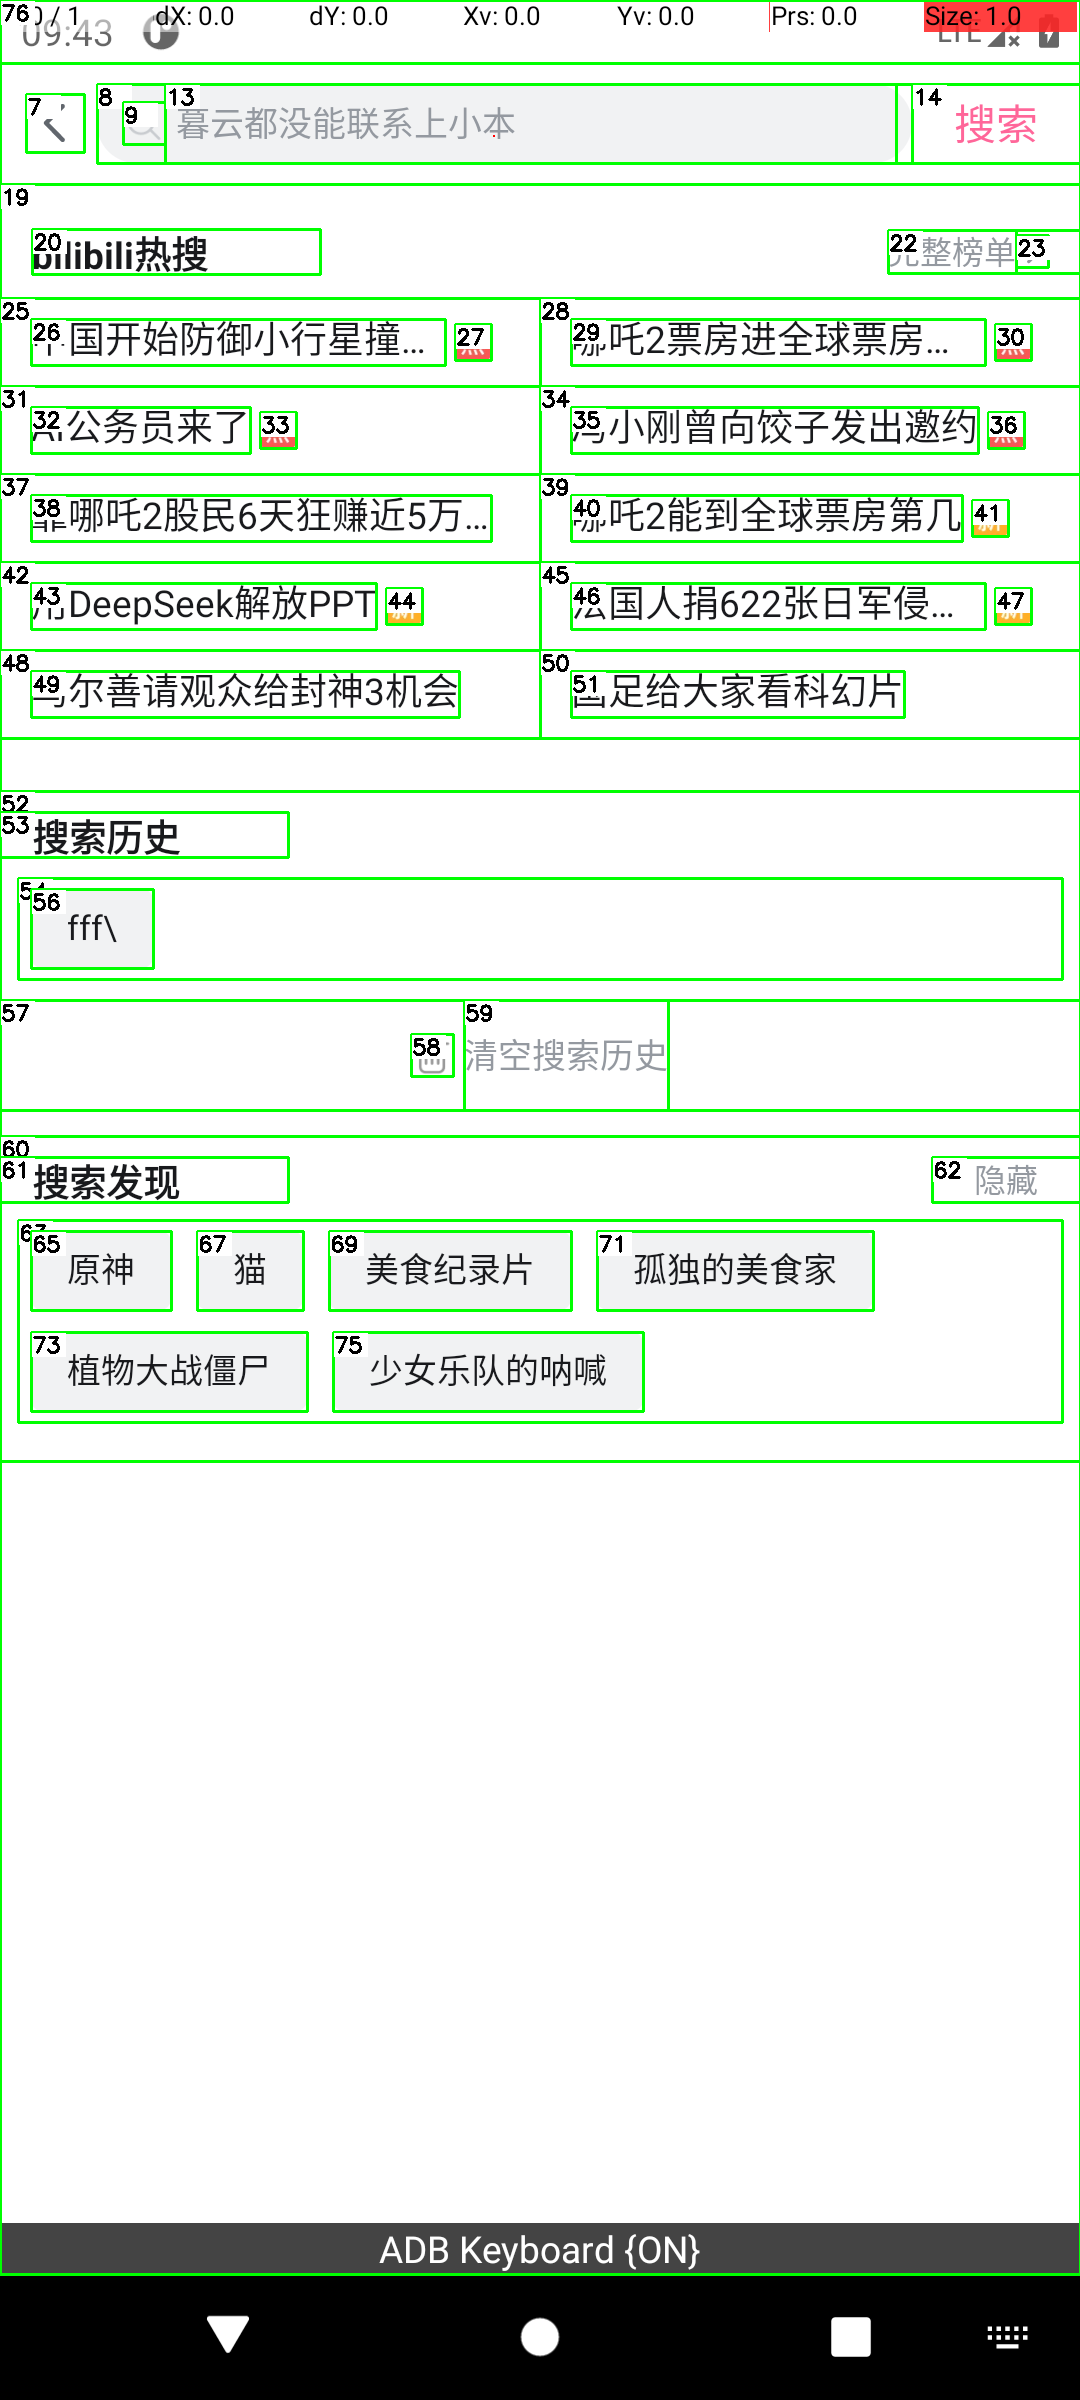 76 / 1 dX: 0.0 dY: 0.0 Xv: 0.0 Yv: 0.0 Prs: 0.0 Size: 1.0
09:43 LTE
7 8 9 13 暮云都没能联系上小本 14 搜索
19
20 bilibili热搜 22 完整榜单 23
25 26 国开始防御小行星撞... 27 28 29 哪吒2票房进全球票房... 30
31 32 AI公务员来了 33 34 35 冯小刚曾向饺子发出邀约 36
37 38 哪吒2股民6天狂赚近5万... 39 40 哪吒2能到全球票房第几 41
42 43 用DeepSeek解放PPT 44 45 46 法国人捐622张日军侵... 47
48 49 乌尔善请观众给封神3机会 50 51 国足给大家看科幻片
52
53 搜索历史
54
56 fff\
57 58 59 清空搜索历史
60
61 搜索发现 62 隐藏
65 原神 67 猫 69 美食纪录片 71 孤独的美食家
73 植物大战僵尸 75 少女乐队的呐喊
ADB Keyboard {ON}